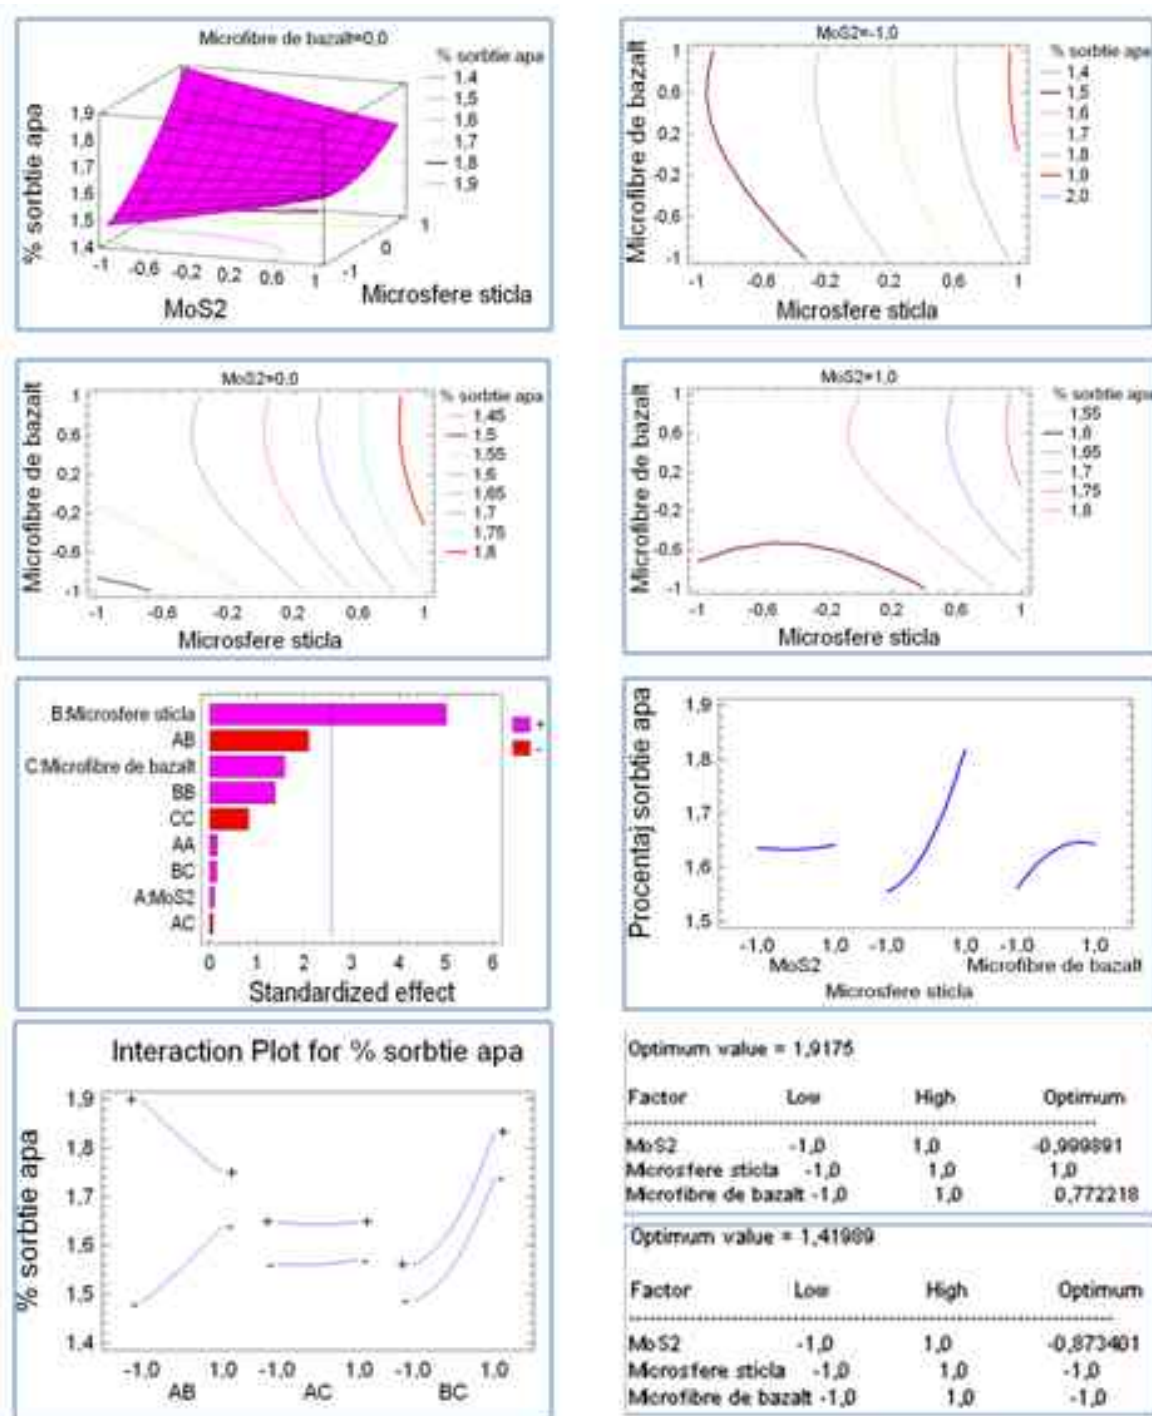 Microfibre de bazalt=0,0
% sorbtie apa
1.4
1.5
1.6
1.7
1.8
1.9
% sorbtie apa
1.9
1.8
1.7
1.6
1.5
1.4
-1 -0.6 -0.2 0.2 0.6 1
-1 0 1
MoS2
Microsfere sticla
MoS2=-1,0
% sorbtie apa
1.4
1.5
1.6
1.7
1.8
1,9
2,0
Microfibre de bazalt
1
0.6
0.2
-0.2
-0.6
-1
-1 -0.6 -0.2 0.2 0.6 1
Microsfere sticla
MoS2=0,0
% sorbtie apa
1,45
1,5
1,55
1,6
1,65
1,7
1,75
1,8
Microfibre de bazalt
1
0.6
0.2
-0.2
-0.6
-1
-1 -0.6 -0.2 0.2 0.6 1
Microsfere sticla
MoS2=1,0
% sorbtie apa
1,55
1,6
1,65
1,7
1,75
1,8
Microfibre de bazalt
1
0.6
0.2
-0.2
-0.6
-1
-1 -0.6 -0.2 0.2 0.6 1
Microsfere sticla
B:Microsfere sticla
AB
C:Microfibre de bazalt
BB
CC
AA
BC
A:MoS2
AC
+
-
0 1 2 3 4 5 6
Standardized effect
Procentaj sorbtie apa
1,9
1,8
1,7
1,6
1,5
-1,0 1,0 -1,0 1,0 -1,0 1,0
MoS2 Microfibre de bazalt
Microsfere sticla
Interaction Plot for % sorbtie apa
% sorbtie apa
1.9
1.8
1.7
1.6
1.5
1.4
+ + + + + +
- - - - - -
-1,0 1,0 -1,0 1,0 -1,0 1,0
AB AC BC
Optimum value = 1,9175
Factor Low High Optimum
MoS2 -1,0 1,0 -0,999891
Microsfere sticla -1,0 1,0 1,0
Microfibre de bazalt -1,0 1,0 0,772218
Optimum value = 1,41989
Factor Low High Optimum
MoS2 -1,0 1,0 -0,873401
Microsfere sticla -1,0 1,0 -1,0
Microfibre de bazalt -1,0 1,0 -1,0